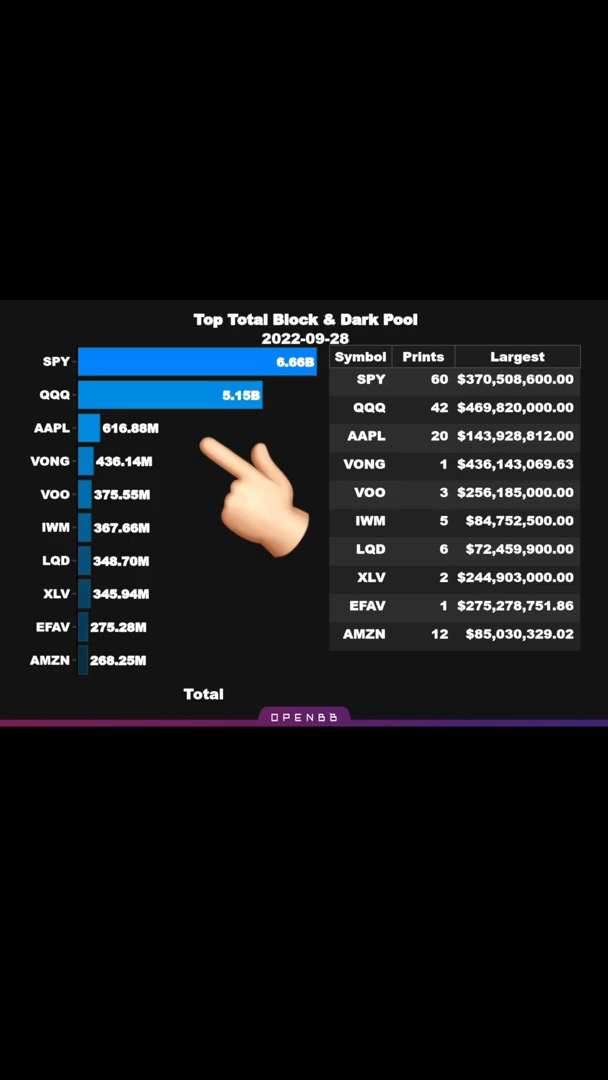 Top Total Block & Dark Pool
2022-09-28
SPY 6.66B
QQQ 5.15B
AAPL 616.88M
VONG 436.14M
VOO 375.55M
IWM 367.66M
LQD 348.70M
XLV 345.94M
EFAV 275.28M
AMZN 268.25M
Total
Symbol Prints Largest
SPY 60 $370,508,600.00
QQQ 42 $469,820,000.00
AAPL 20 $143,928,812.00
VONG 1 $436,143,069.63
VOO 3 $256,185,000.00
IWM 5 $84,752,500.00
LQD 6 $72,459,900.00
XLV 2 $244,903,000.00
EFAV 1 $275,278,751.86
AMZN 12 $85,030,329.02
OPENBB